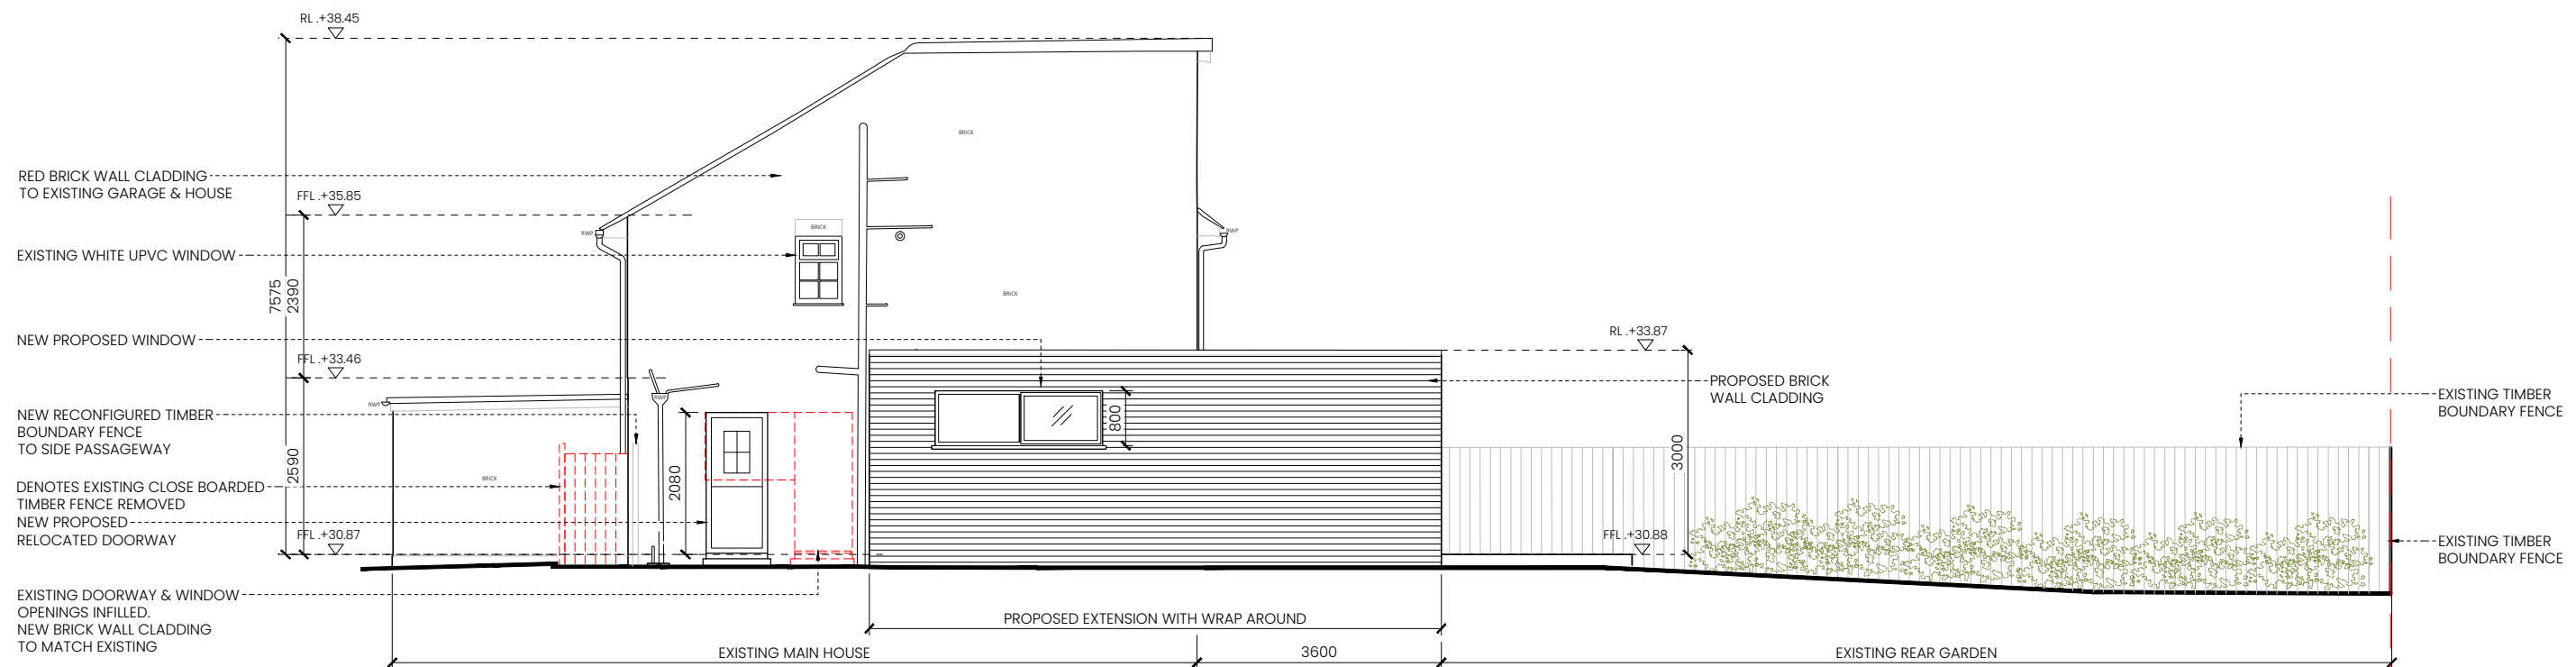 RL .+38.45
RED BRICK WALL CLADDING
TO EXISTING GARAGE & HOUSE
FFL .+35.85
EXISTING WHITE UPVC WINDOW
NEW PROPOSED WINDOW
FFL .+33.46
NEW RECONFIGURED TIMBER
BOUNDARY FENCE
TO SIDE PASSAGEWAY
DENOTES EXISTING CLOSE BOARDED
TIMBER FENCE REMOVED
NEW PROPOSED
RELOCATED DOORWAY
FFL .+30.87
EXISTING DOORWAY & WINDOW
OPENINGS INFILLED.
NEW BRICK WALL CLADDING
TO MATCH EXISTING
7575
2390
2590
RWP
RWP
RWP
RWP
BRICK
BRICK
BRICK
BRICK
2080
800
RL .+33.87
PROPOSED BRICK
WALL CLADDING
3000
FFL .+30.88
EXISTING TIMBER
BOUNDARY FENCE
EXISTING TIMBER
BOUNDARY FENCE
PROPOSED EXTENSION WITH WRAP AROUND
EXISTING MAIN HOUSE
3600
EXISTING REAR GARDEN